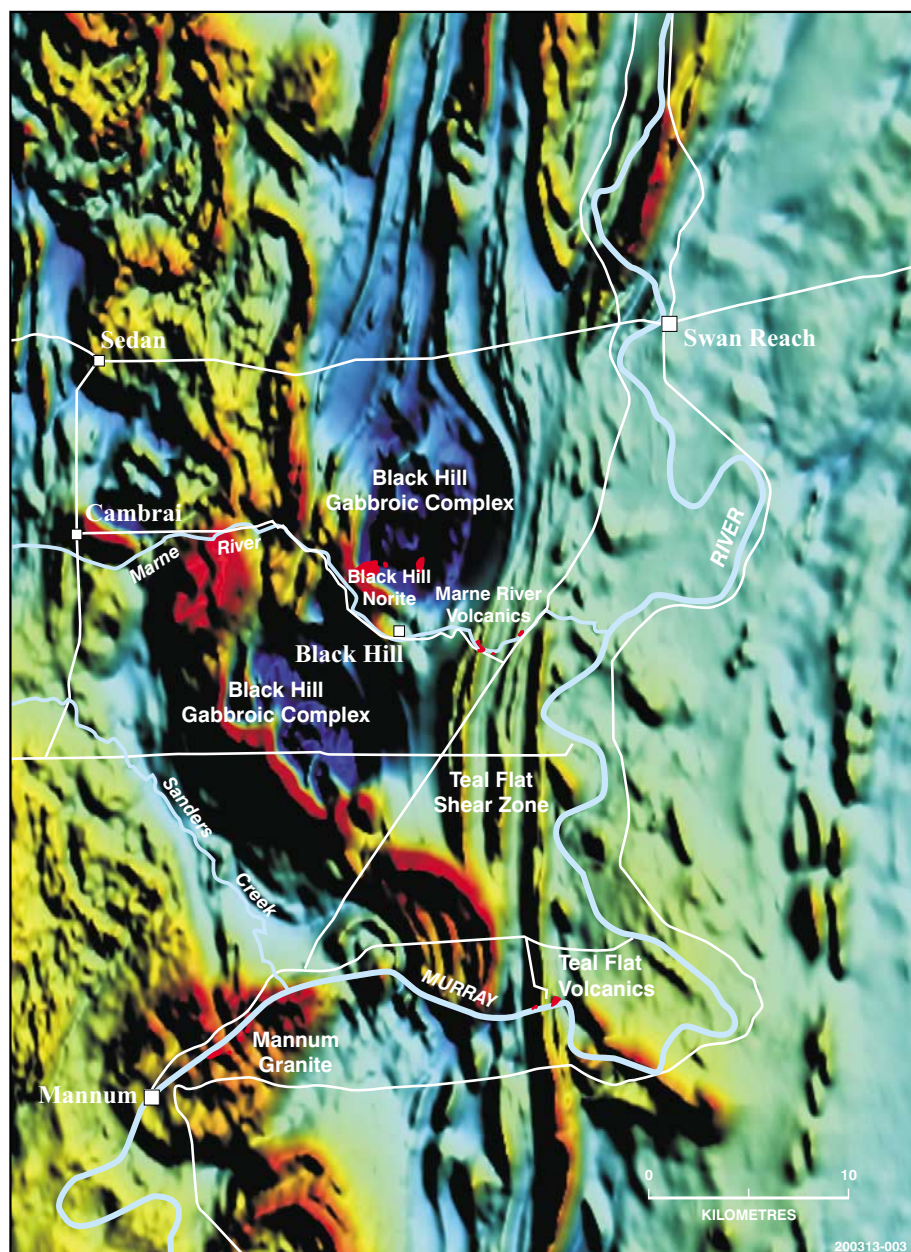 Sedan
Swan Reach
Black Hill
Gabbroic Complex
Cambrai
Marne
River
RIVER
Black Hill
Norite
Marne River
Volcanics
Black Hill
Black Hill
Gabbroic Complex
Teal Flat
Shear Zone
Sanders
Creek
Teal Flat
Volcanics
MURRAY
Mannum
Granite
Mannum
0
10
KILOMETRES
200313-003